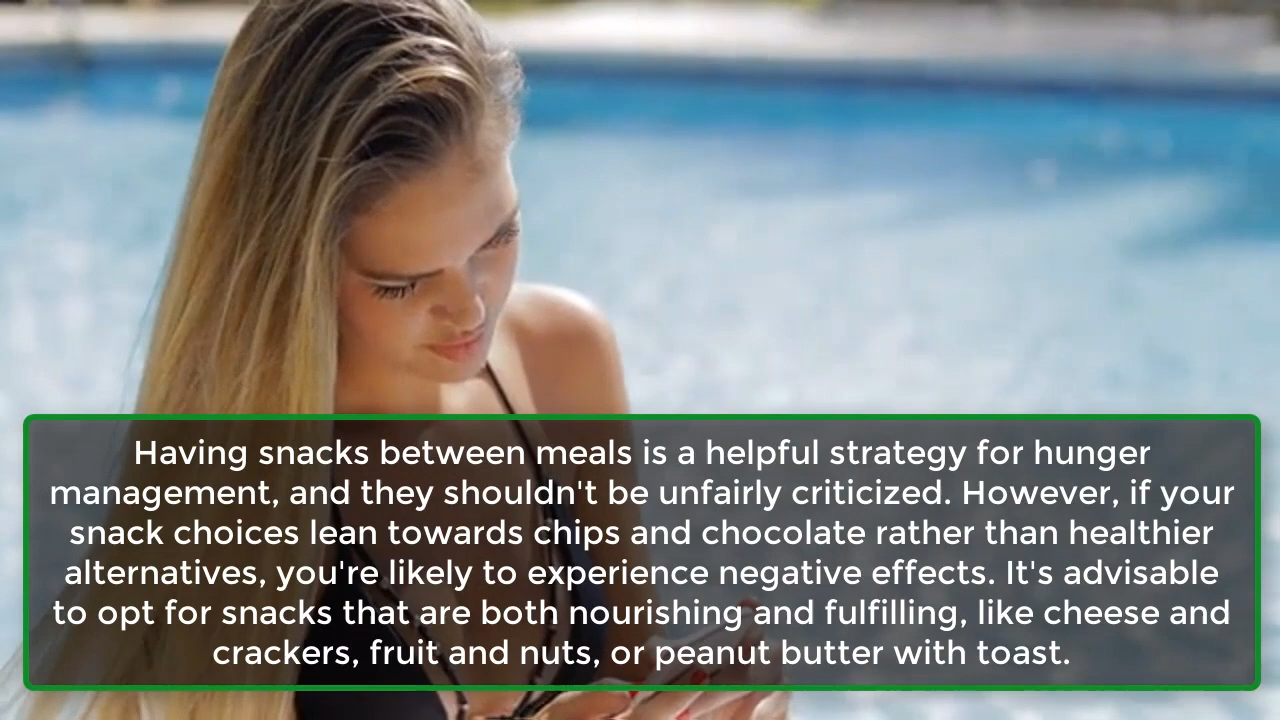 Having snacks between meals is a helpful strategy for hunger
management, and they shouldn't be unfairly criticized. However, if your
snack choices lean towards chips and chocolate rather than healthier
alternatives, you're likely to experience negative effects. It's advisable
to opt for snacks that are both nourishing and fulfilling, like cheese and
crackers, fruit and nuts, or peanut butter with toast.